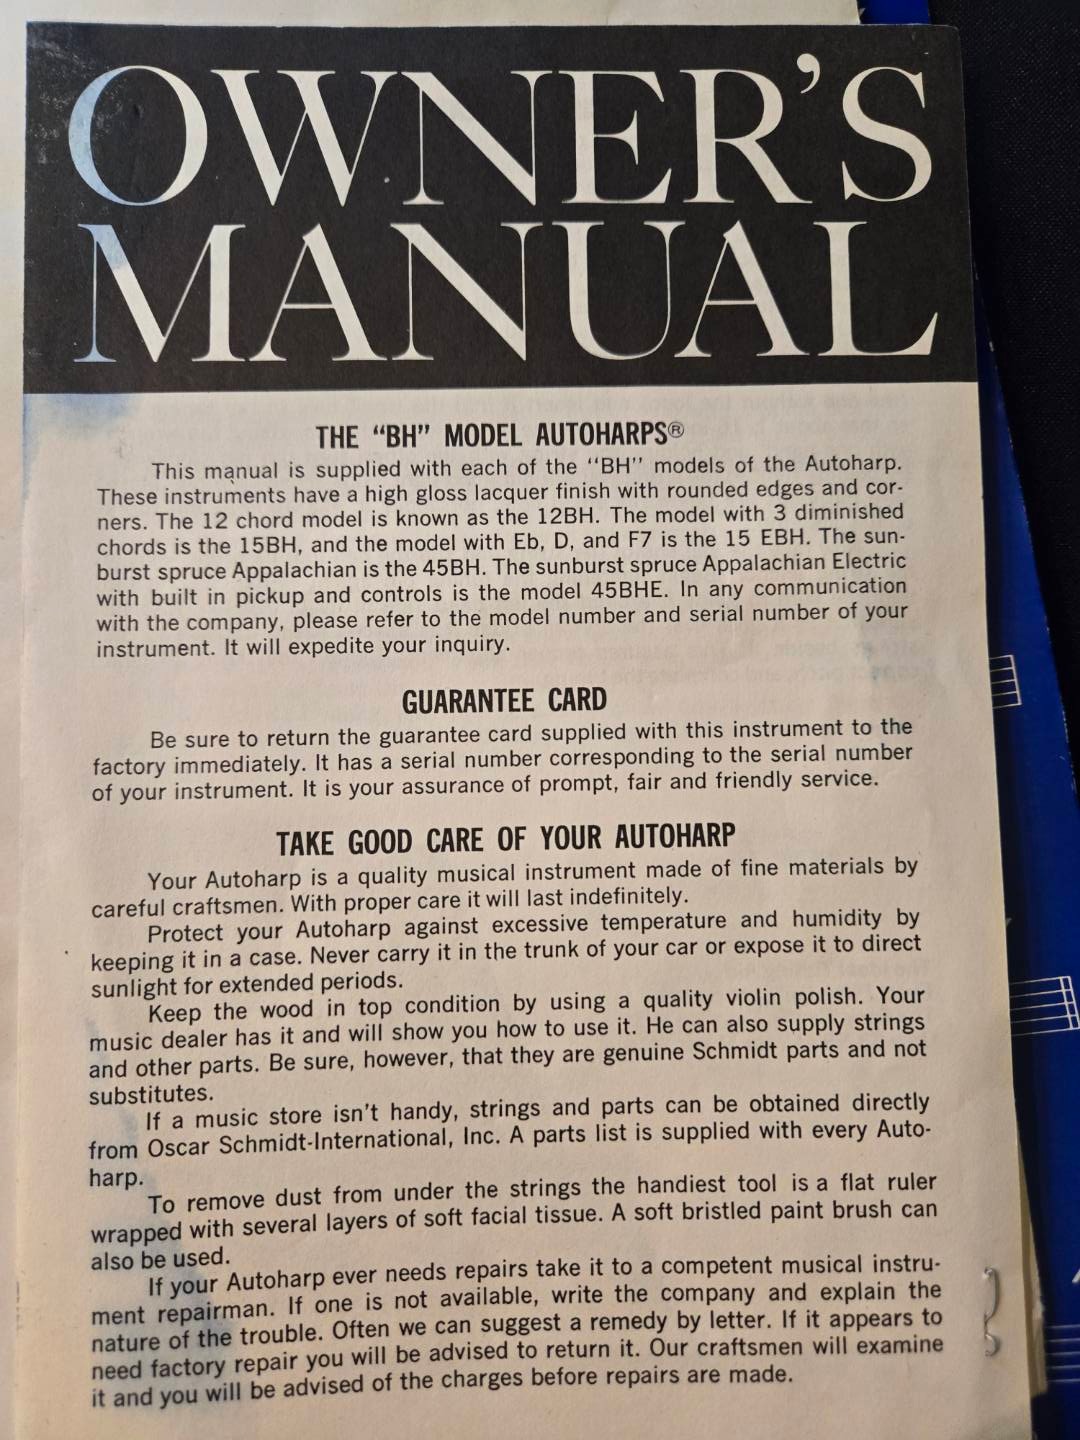 OWNER'S
MANUAL
THE “BH” MODEL AUTOHARPS®
This manual is supplied with each of the “BH” models of the Autoharp.
These instruments have a high gloss lacquer finish with rounded edges and cor-
ners. The 12 chord model is known as the 12BH. The model with 3 diminished
chords is the 15BH, and the model with Eb, D, and F7 is the 15 EBH. The sun-
burst spruce Appalachian is the 45BH. The sunburst spruce Appalachian Electric
with built in pickup and controls is the model 45BHE. In any communication
with the company, please refer to the model number and serial number of your
instrument. It will expedite your inquiry.
GUARANTEE CARD
Be sure to return the guarantee card supplied with this instrument to the
factory immediately. It has a serial number corresponding to the serial number
of your instrument. It is your assurance of prompt, fair and friendly service.
TAKE GOOD CARE OF YOUR AUTOHARP
Your Autoharp is a quality musical instrument made of fine materials by
careful craftsmen. With proper care it will last indefinitely.
Protect your Autoharp against excessive temperature and humidity by
keeping it in a case. Never carry it in the trunk of your car or expose it to direct
sunlight for extended periods.
Keep the wood in top condition by using a quality violin polish. Your
music dealer has it and will show you how to use it. He can also supply strings
and other parts. Be sure, however, that they are genuine Schmidt parts and not
substitutes.
If a music store isn't handy, strings and parts can be obtained directly
from Oscar Schmidt-International, Inc. A parts list is supplied with every Auto-
harp.
To remove dust from under the strings the handiest tool is a flat ruler
wrapped with several layers of soft facial tissue. A soft bristled paint brush can
also be used.
If your Autoharp ever needs repairs take it to a competent musical instru-
ment repairman. If one is not available, write the company and explain the
nature of the trouble. Often we can suggest a remedy by letter. If it appears to
need factory repair you will be advised to return it. Our craftsmen will examine
it and you will be advised of the charges before repairs are made.